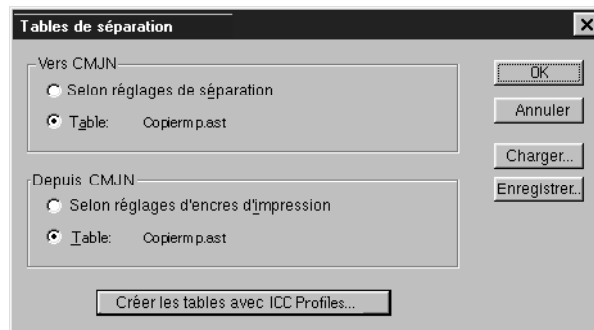 Tables de séparation
Vers CMJN
Selon réglages de séparation
Table: Copiermp.ast
Depuis CMJN
Selon réglages d'encres d'impression
Table: Copiermp.ast
Créer les tables avec ICC Profiles...
OK
Annuler
Charger...
Enregistrer...